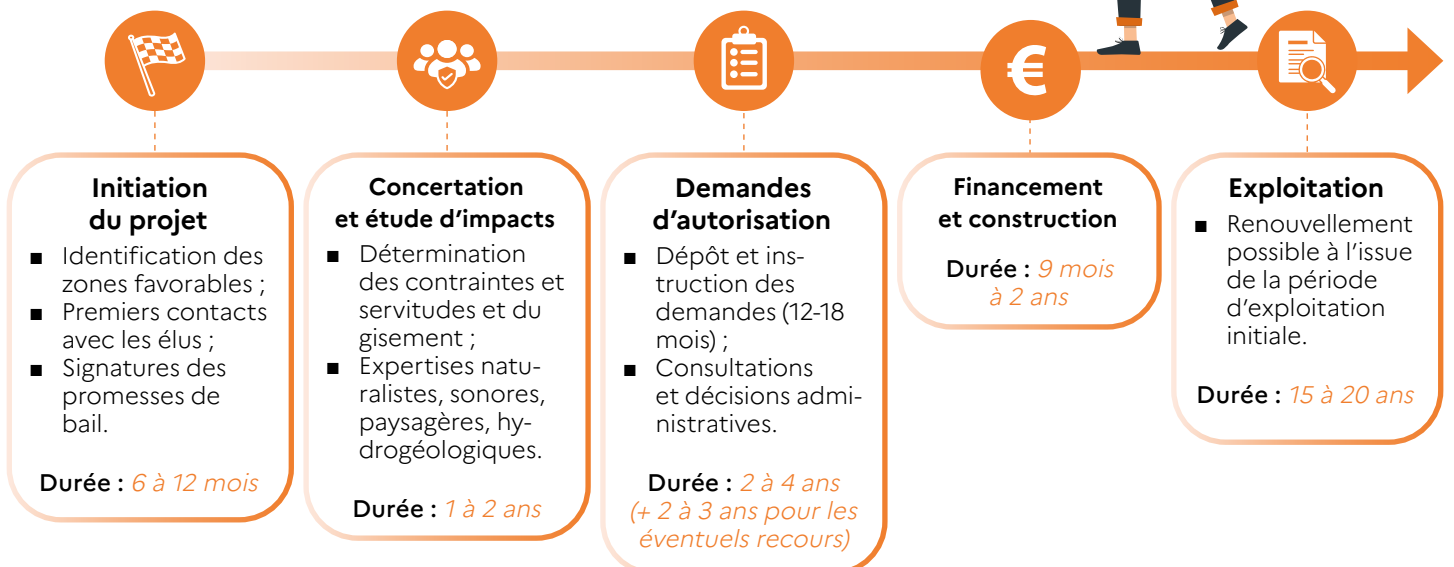 €
Initiation
du projet
■ Identification des
zones favorables ;
■ Premiers contacts
avec les élus ;
■ Signatures des
promesses de
bail.
Durée : 6 à 12 mois
Concertation
et étude d’impacts
■ Détermination
des contraintes et
servitudes et du
gisement ;
■ Expertises natu-
ralistes, sonores,
paysagères, hy-
drogéologiques.
Durée : 1 à 2 ans
Demandes
d’autorisation
■ Dépôt et ins-
truction des
demandes (12-18
mois) ;
■ Consultations
et décisions admi-
nistratives.
Durée : 2 à 4 ans
(+ 2 à 3 ans pour les
éventuels recours)
Financement
et construction
Durée : 9 mois
à 2 ans
Exploitation
■ Renouvellement
possible à l’issue
de la période
d’exploitation
initiale.
Durée : 15 à 20 ans